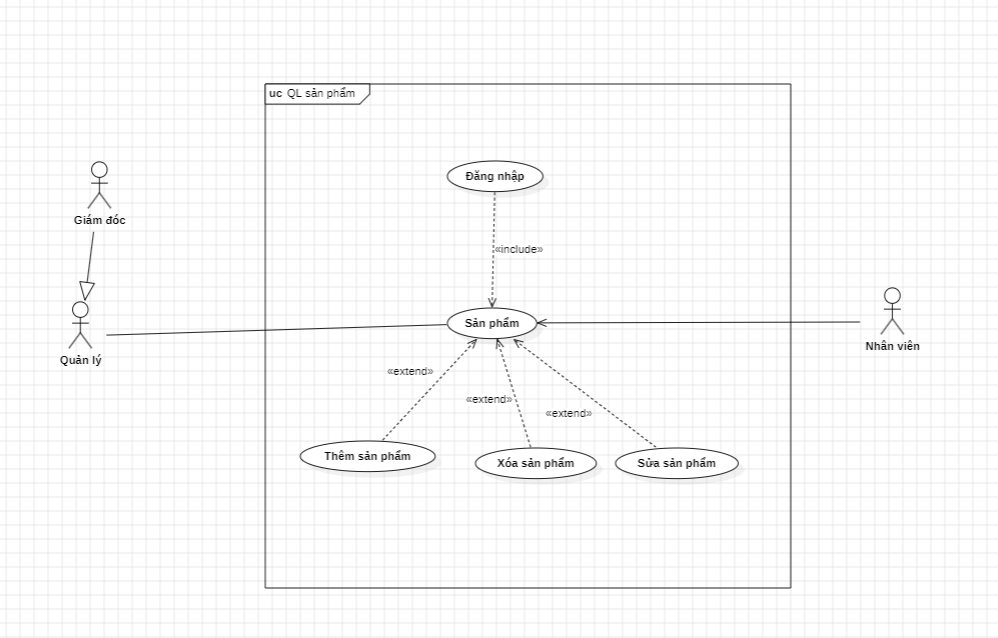 uc QL sản phẩm
Đăng nhập
Giám đóc
«include»
Sản phẩm
Nhân viên
Quản lý
«extend»
«extend»
«extend»
Thêm sản phẩm
Xóa sản phẩm
Sửa sản phẩm